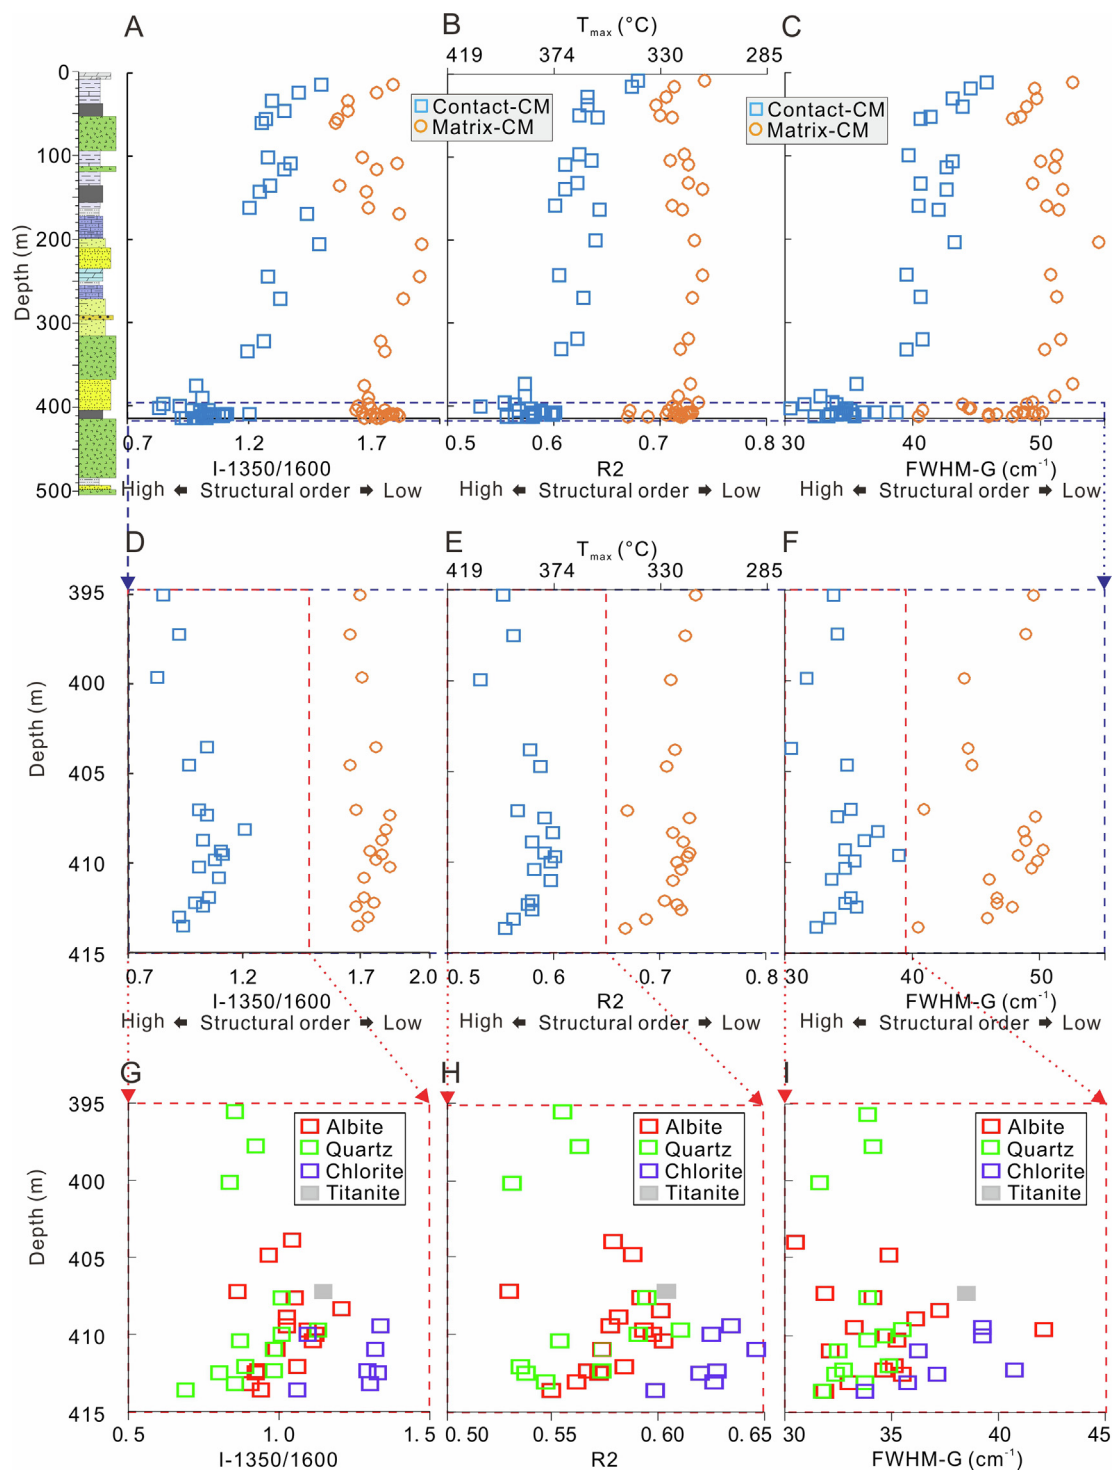 A
B
T max (°C)
C
419
374
330
285
Contact-CM
Matrix-CM
Contact-CM
Matrix-CM
Depth (m)
0
100
200
300
400
500
0.7
1.2
1.7
0.5
0.6
0.7
0.8
30
40
50
I-1350/1600
R2
FWHM-G (cm⁻¹)
High
Structural order
Low
High
Structural order
Low
High
Structural order
Low
D
E
T max (°C)
F
419
374
330
285
Depth (m)
395
400
405
410
415
0.7
1.2
1.7
2.0
0.5
0.6
0.7
0.8
30
40
50
I-1350/1600
R2
FWHM-G (cm⁻¹)
High
Structural order
Low
High
Structural order
Low
High
Structural order
Low
G
H
I
Albite
Quartz
Chlorite
Titanite
Albite
Quartz
Chlorite
Titanite
Albite
Quartz
Chlorite
Titanite
Depth (m)
395
400
405
410
415
0.5
1.0
1.5
0.50
0.55
0.60
0.65
30
35
40
45
I-1350/1600
R2
FWHM-G (cm⁻¹)